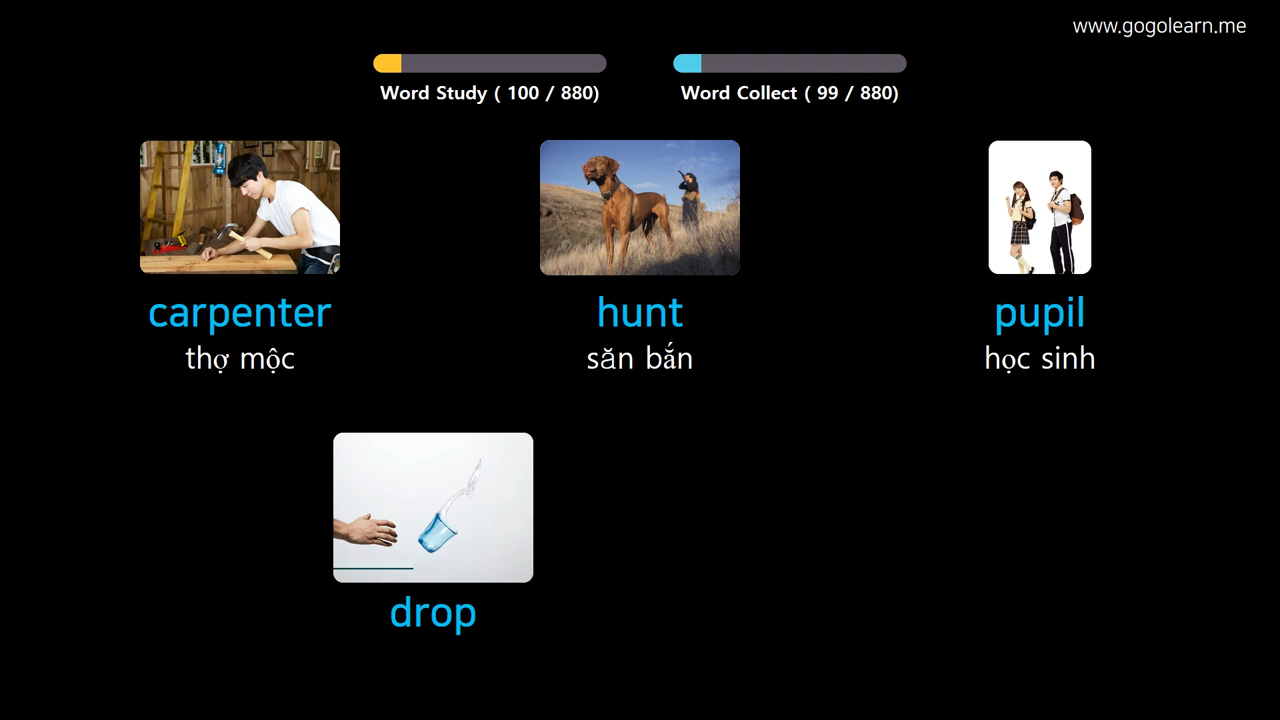 www.gogolearn.me
Word Study ( 100 / 880)
Word Collect ( 99 / 880)
carpenter
thợ mộc
hunt
săn bắn
pupil
học sinh
drop